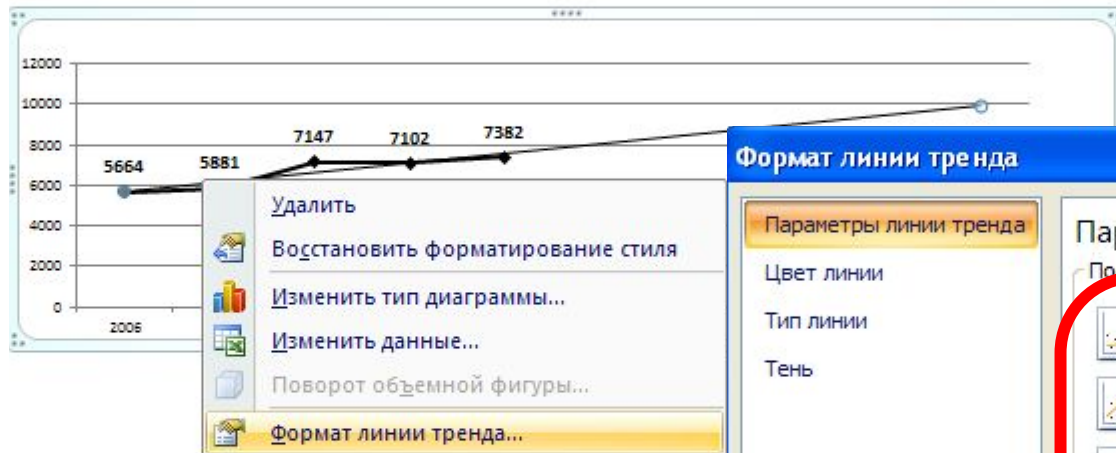 12000
10000
8000
6000
4000
2000
0
5664
5881
7147
7102
7382
2006
Удалить
Восстановить форматирование стиля
Изменить тип диаграммы...
Изменить данные...
Поворот объемной фигуры...
Формат линии тренда...
Формат линии тренда
Параметры линии тренда
Цвет линии
Тип линии
Тень